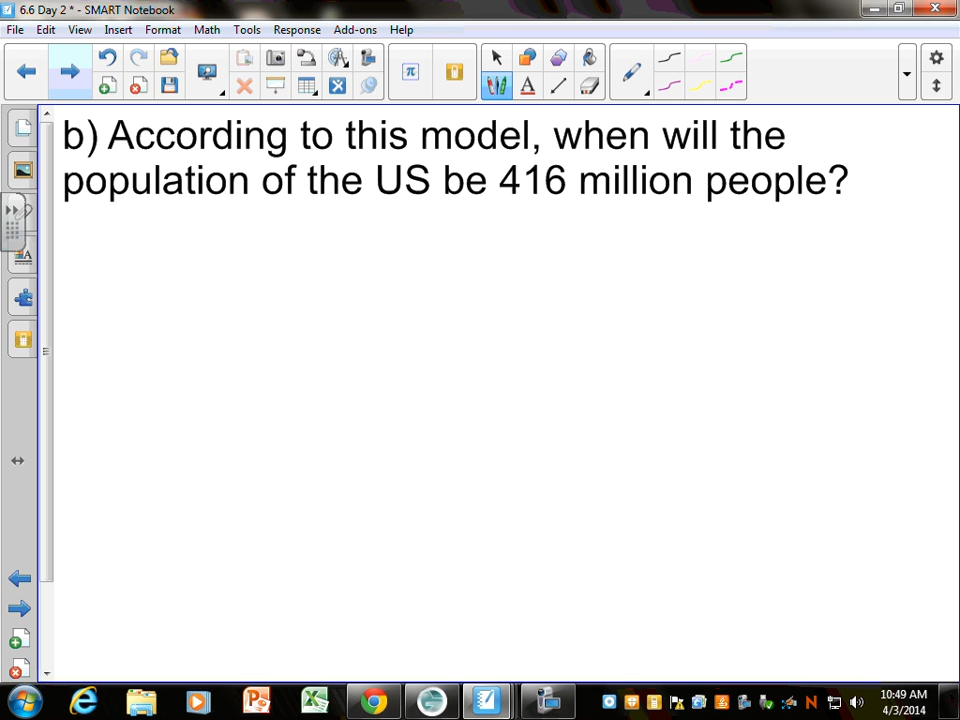 6.6 Day 2 * - SMART Notebook
File Edit View Insert Format Math Tools Response Add-ons Help
b) According to this model, when will the
population of the US be 416 million people?
10:49 AM
4/3/2014